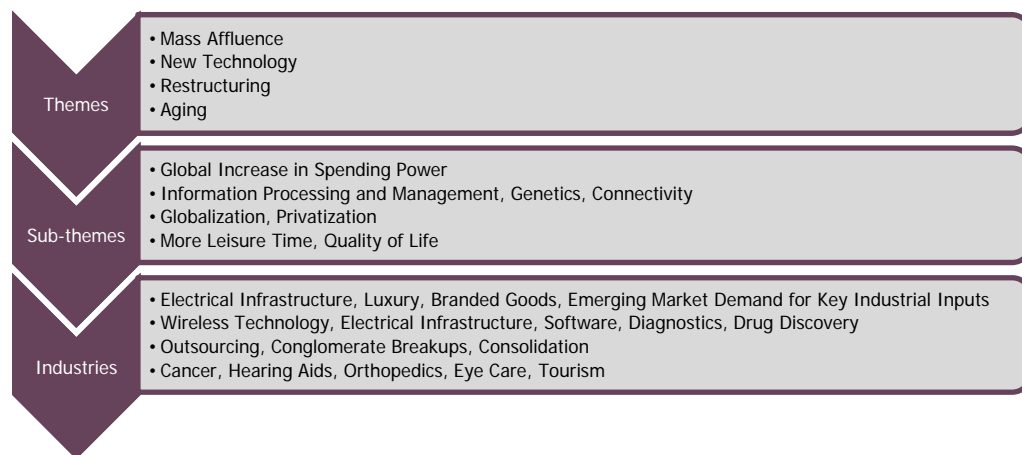 Themes
• Mass Affluence
• New Technology
• Restructuring
• Aging
Sub-themes
• Global Increase in Spending Power
• Information Processing and Management, Genetics, Connectivity
• Globalization, Privatization
• More Leisure Time, Quality of Life
Industries
• Electrical Infrastructure, Luxury, Branded Goods, Emerging Market Demand for Key Industrial Inputs
• Wireless Technology, Electrical Infrastructure, Software, Diagnostics, Drug Discovery
• Outsourcing, Conglomerate Breakups, Consolidation
• Cancer, Hearing Aids, Orthopedics, Eye Care, Tourism